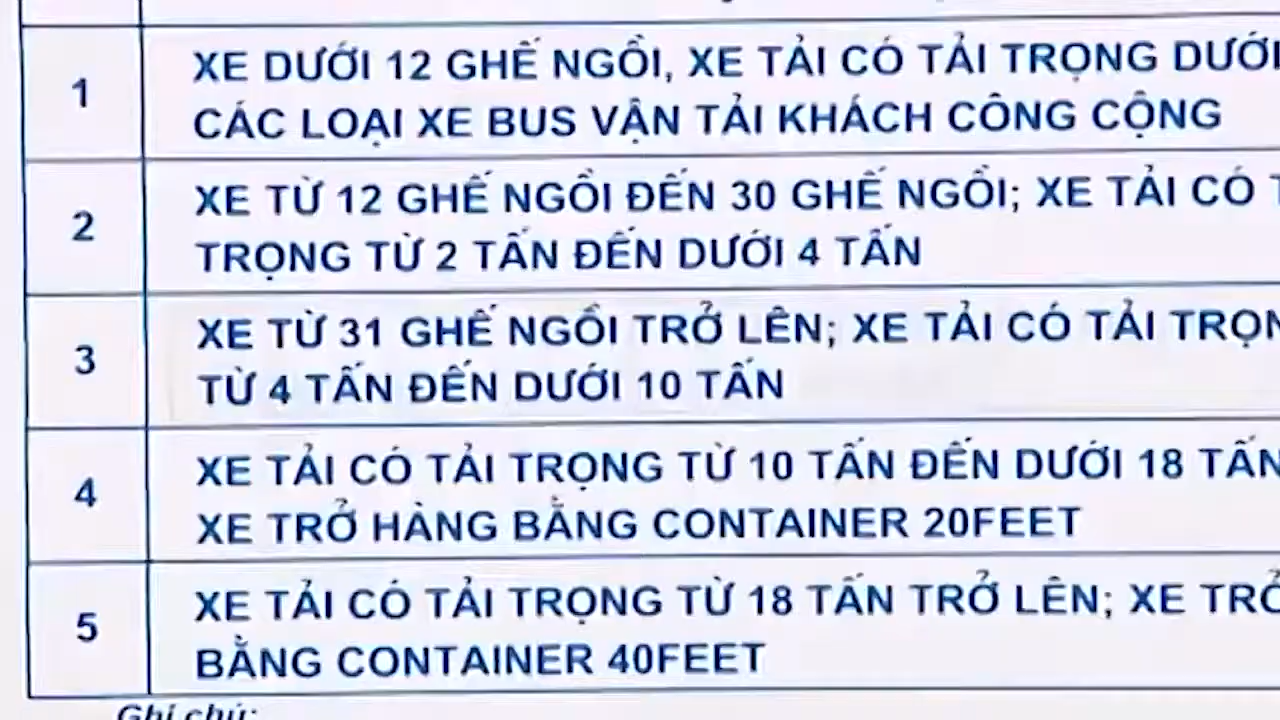 1
XE DƯỚI 12 GHẾ NGỒI, XE TẢI CÓ TẢI TRỌNG DƯỚI
CÁC LOẠI XE BUS VẬN TẢI KHÁCH CÔNG CỘNG
2
XE TỪ 12 GHẾ NGỒI ĐẾN 30 GHẾ NGỒI; XE TẢI CÓ
TRỌNG TỪ 2 TẤN ĐẾN DƯỚI 4 TẤN
3
XE TỪ 31 GHẾ NGỒI TRỞ LÊN; XE TẢI CÓ TẢI TRỌN
TỪ 4 TẤN ĐẾN DƯỚI 10 TẤN
4
XE TẢI CÓ TẢI TRỌNG TỪ 10 TẤN ĐẾN DƯỚI 18 TẤN
XE TRỞ HÀNG BẰNG CONTAINER 20FEET
5
XE TẢI CÓ TẢI TRỌNG TỪ 18 TẤN TRỞ LÊN; XE TRỞ
BẰNG CONTAINER 40FEET
Ghi chú: